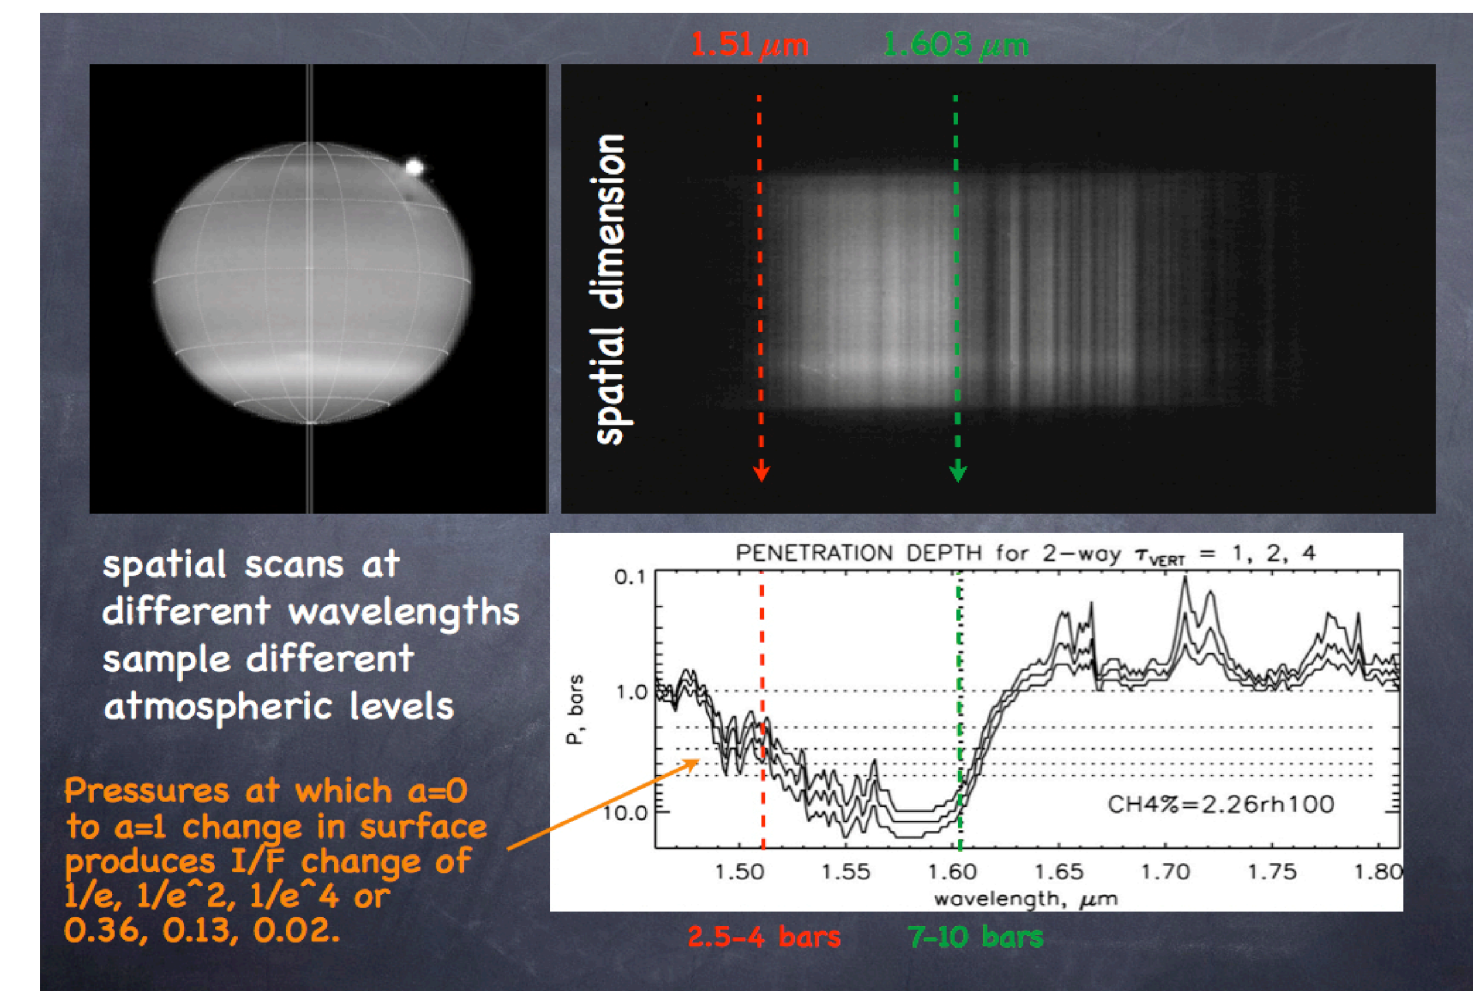 1.51 μm
1.603 μm
spatial dimension
spatial scans at
different wavelengths
sample different
atmospheric levels
Pressures at which a=0
to a=1 change in surface
produces I/F change of
1/e, 1/e^2, 1/e^4 or
0.36, 0.13, 0.02.
PENETRATION DEPTH for 2-way τVERT = 1, 2, 4
0.1
1.0
10.0
P, bars
CH4%=2.26rh100
1.50 1.55 1.60 1.65 1.70 1.75 1.80
wavelength, μm
2.5-4 bars
7-10 bars